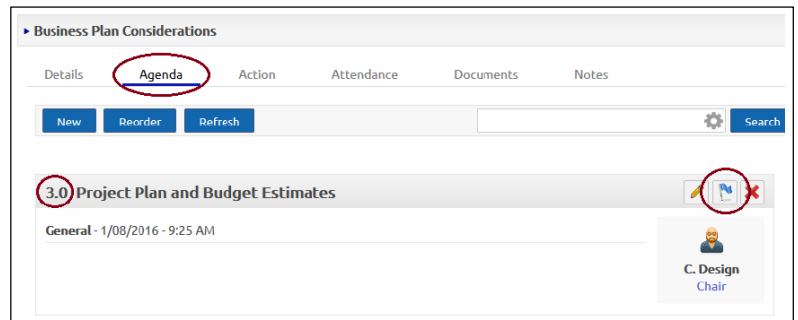 Business Plan Considerations
Details Agenda Action Attendance Documents Notes
New Reorder Refresh Search
3.0 Project Plan and Budget Estimates
General - 1/08/2016 - 9:25 AM
C. Design
Chair